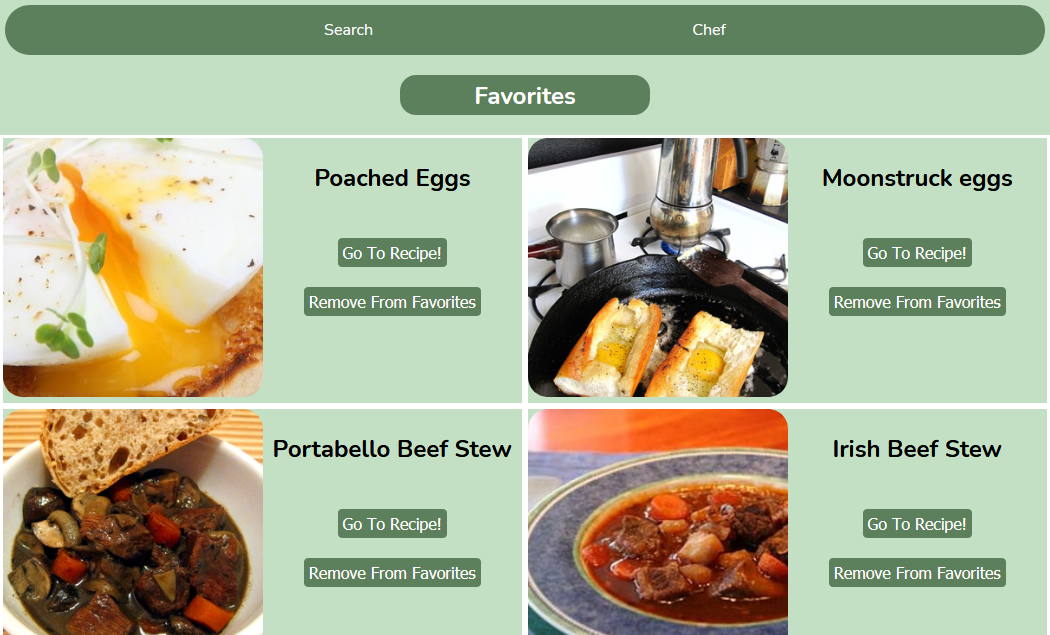 Search
Chef
Favorites
Poached Eggs
Go To Recipe!
Remove From Favorites
Moonstruck eggs
Go To Recipe!
Remove From Favorites
Portabello Beef Stew
Go To Recipe!
Remove From Favorites
Irish Beef Stew
Go To Recipe!
Remove From Favorites